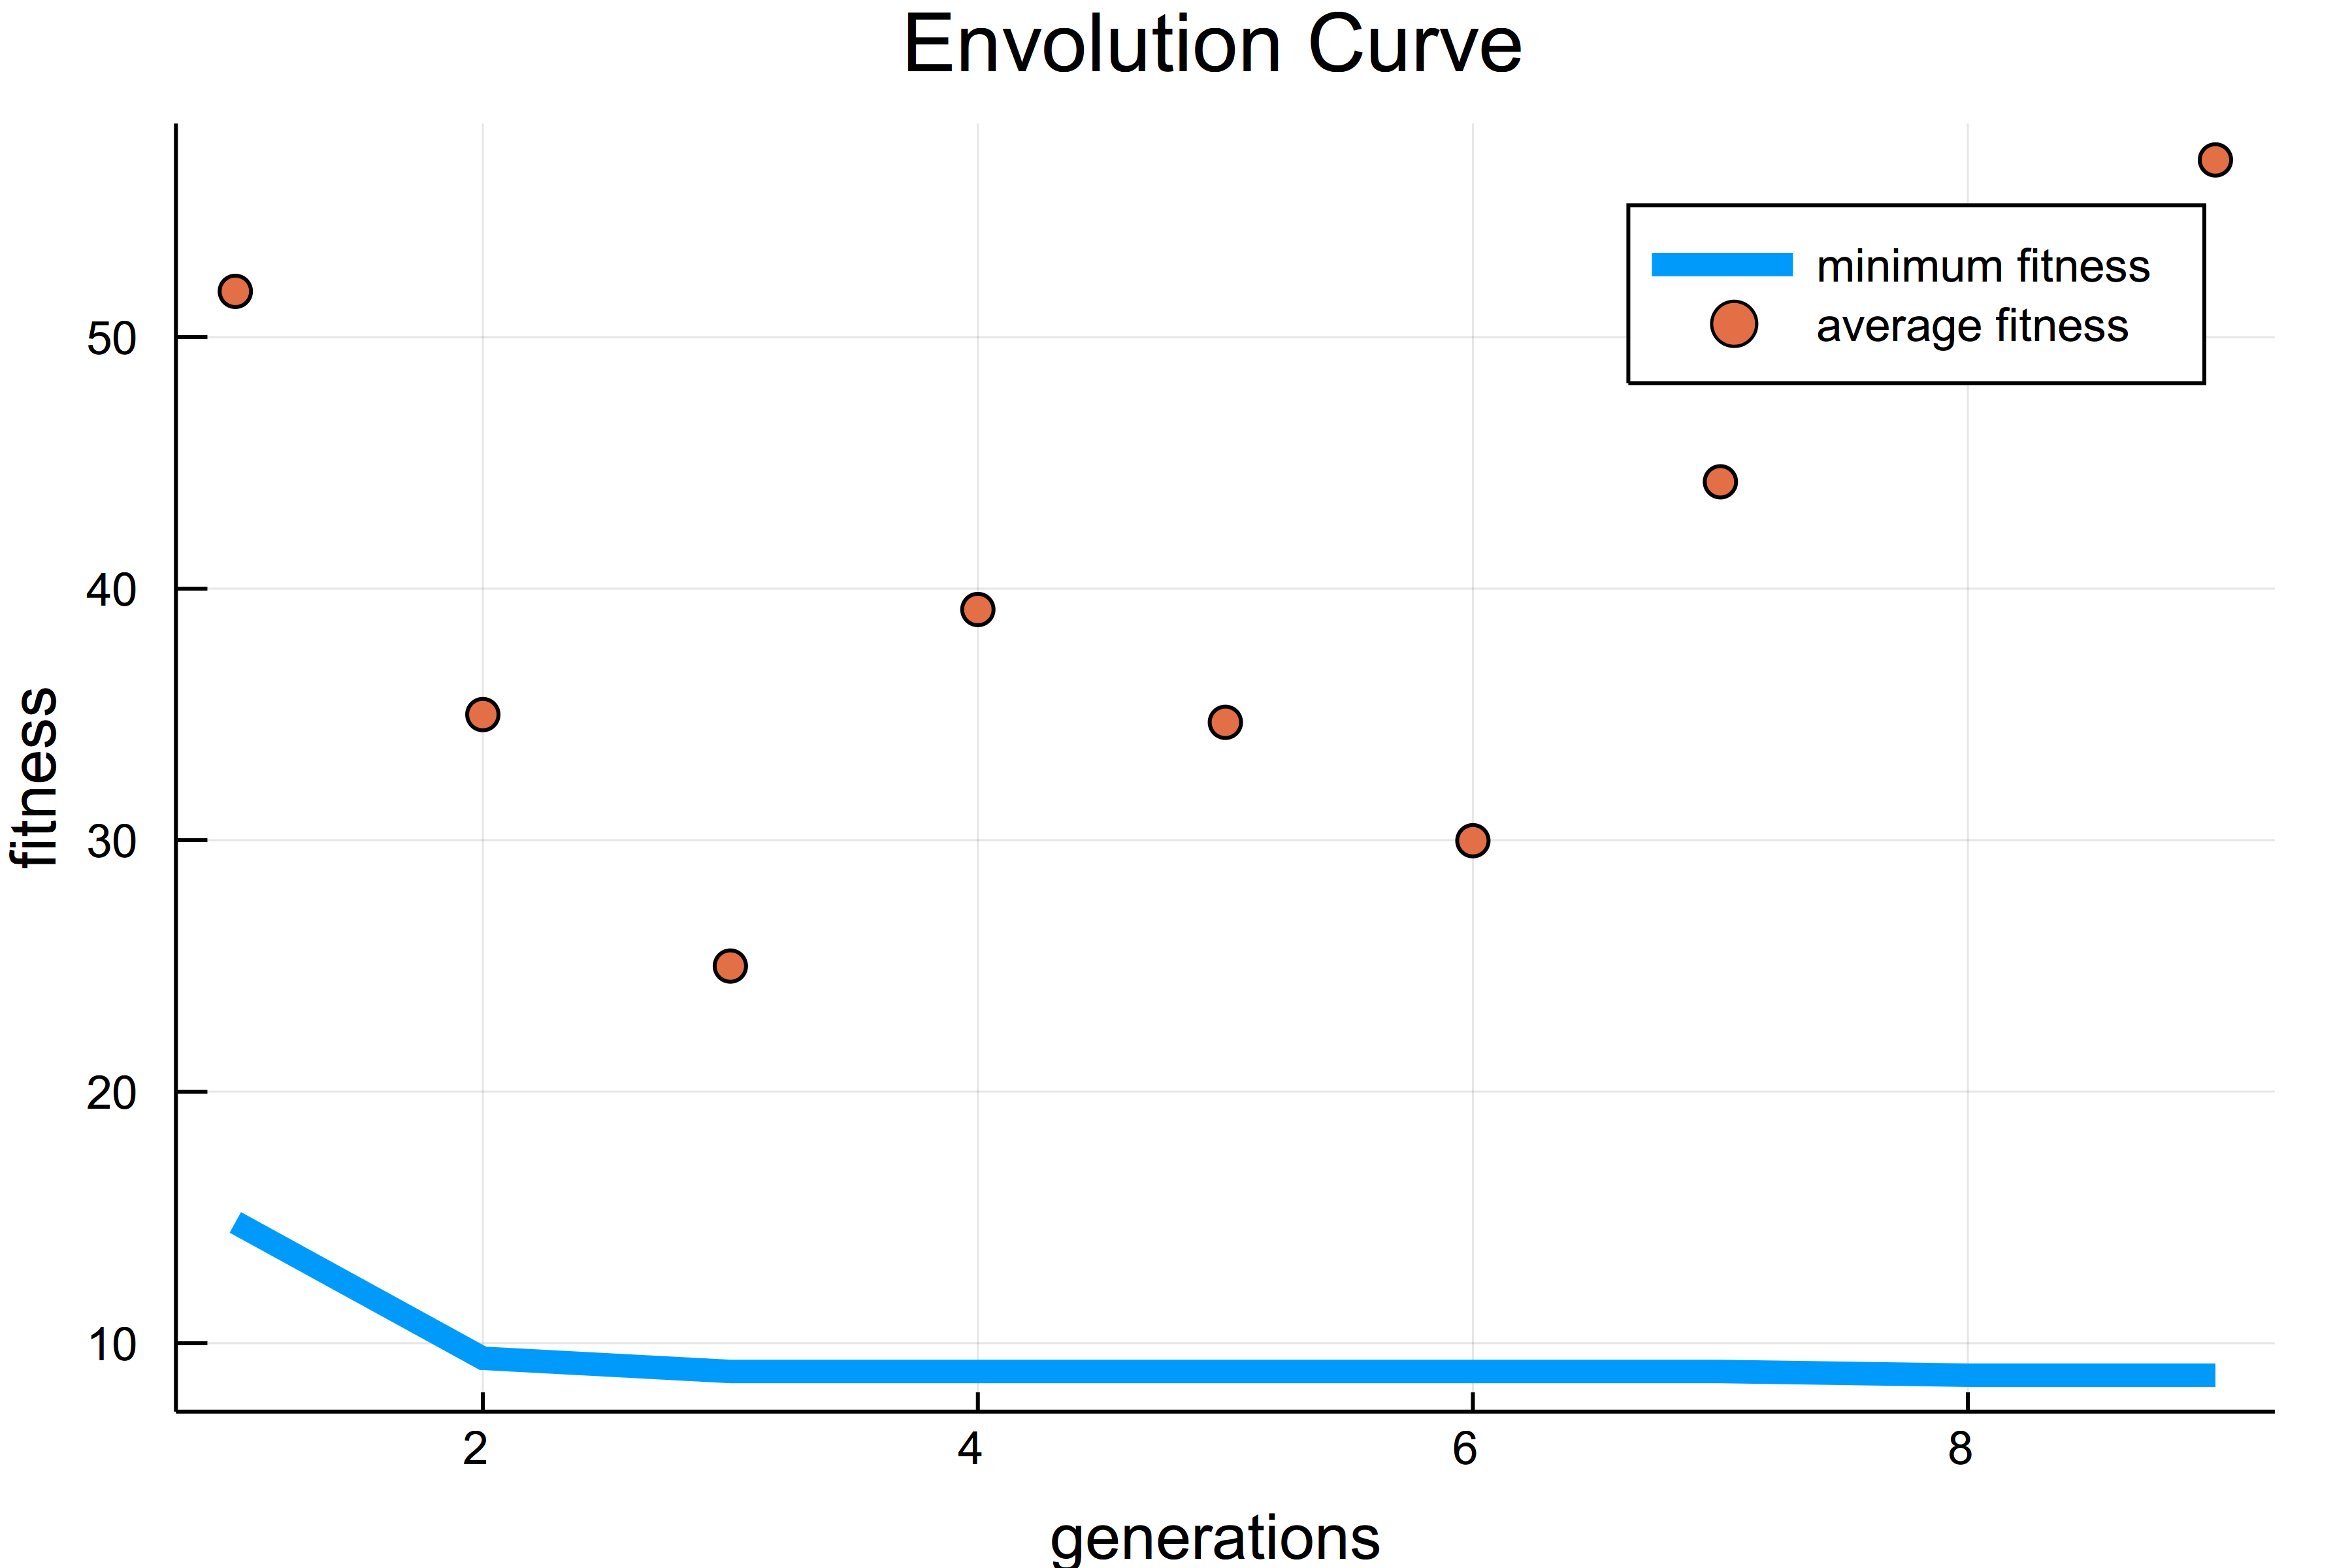 Envolution Curve
minimum fitness
average fitness
50
40
30
20
10
fitness
2 4 6 8
generations